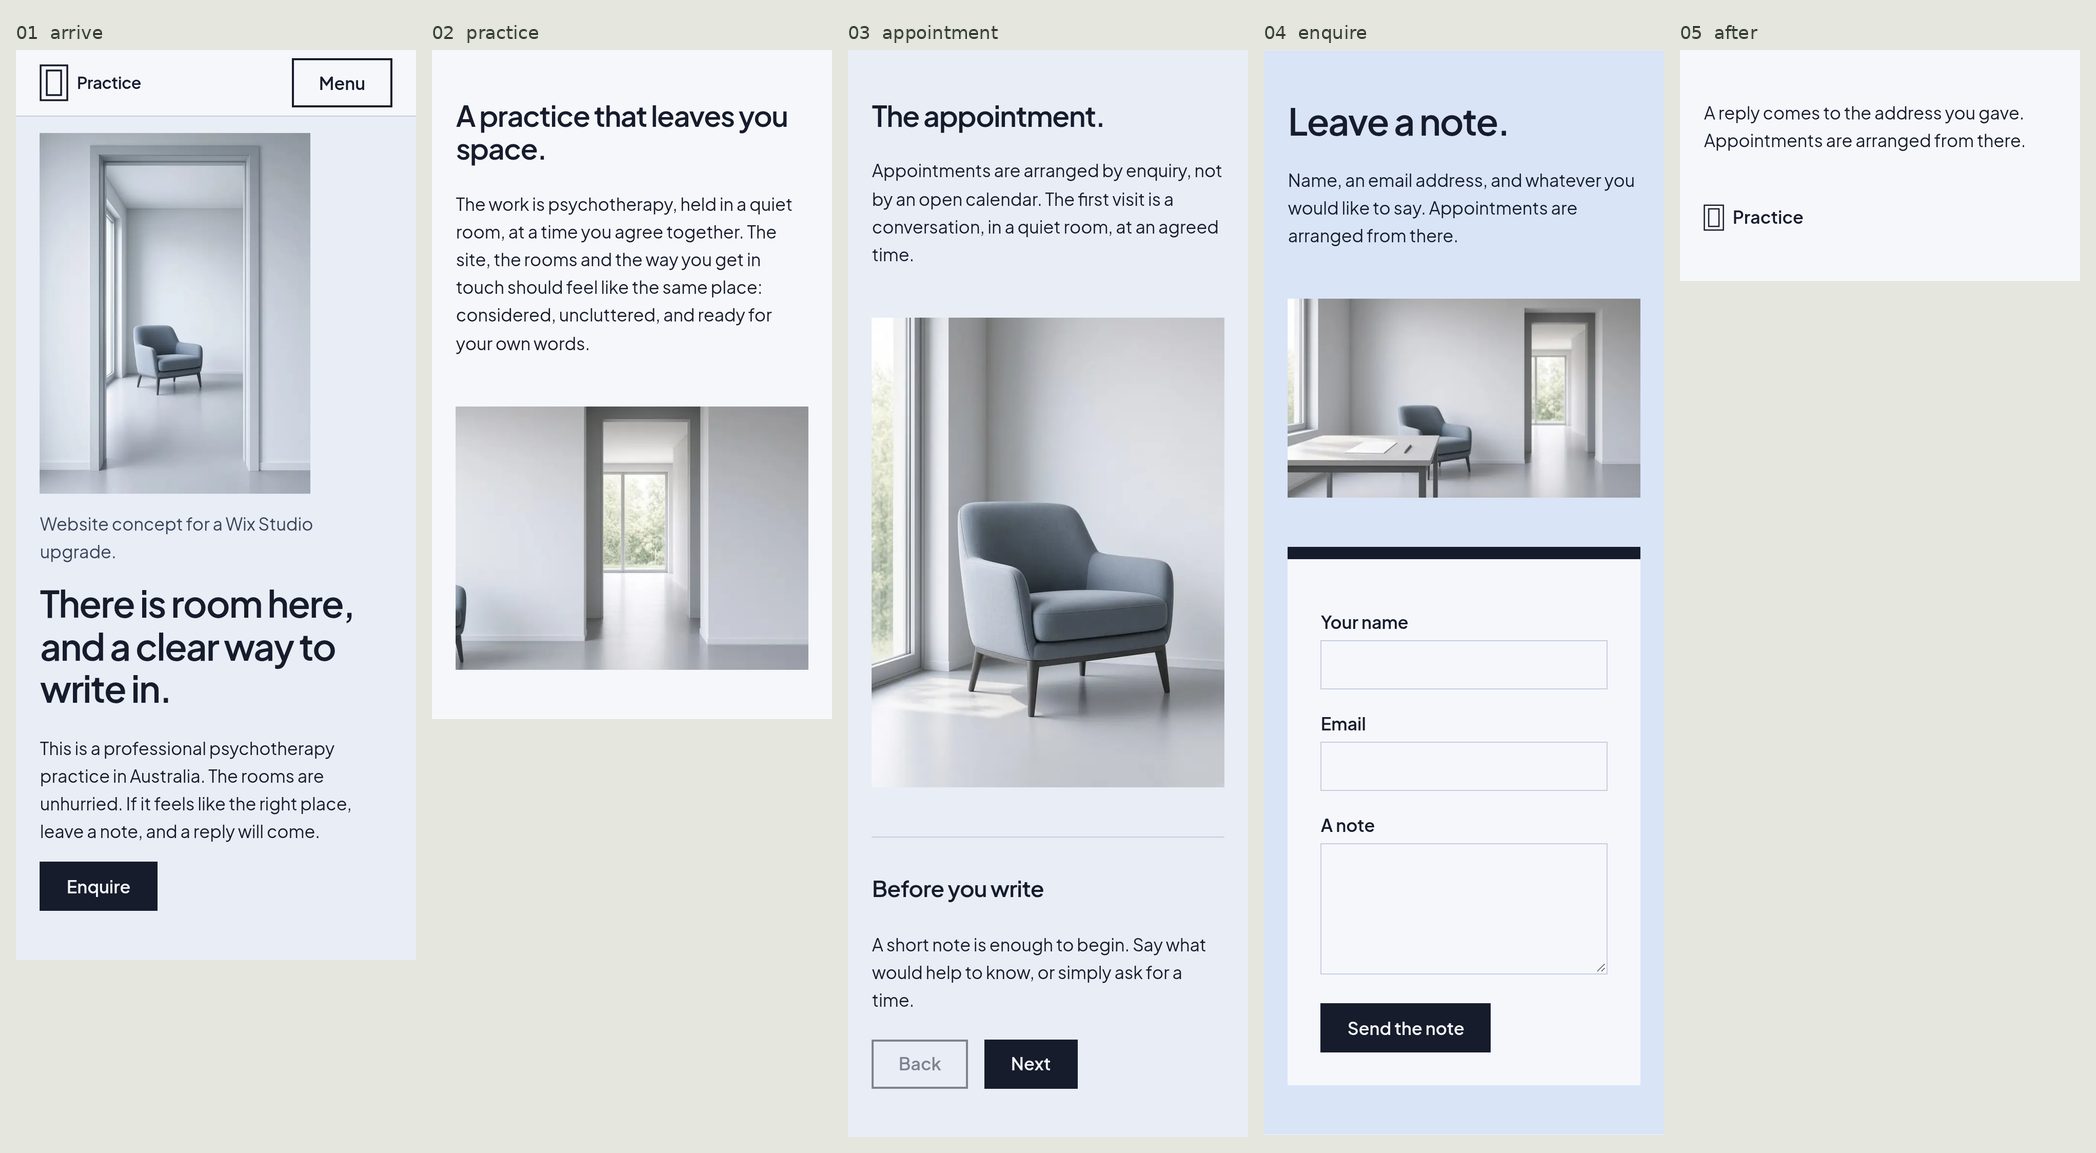 01 arrive
Practice
Menu
Website concept for a Wix Studio
upgrade.
There is room here,
and a clear way to
write in.
This is a professional psychotherapy
practice in Australia. The rooms are
unhurried. If it feels like the right place,
leave a note, and a reply will come.
Enquire
02 practice
A practice that leaves you
space.
The work is psychotherapy, held in a quiet
room, at a time you agree together. The
site, the rooms and the way you get in
touch should feel like the same place:
considered, uncluttered, and ready for
your own words.
03 appointment
The appointment.
Appointments are arranged by enquiry, not
by an open calendar. The first visit is a
conversation, in a quiet room, at an agreed
time.
Before you write
A short note is enough to begin. Say what
would help to know, or simply ask for a
time.
Back
Next
04 enquire
Leave a note.
Name, an email address, and whatever you
would like to say. Appointments are
arranged from there.
Your name
Email
A note
Send the note
05 after
A reply comes to the address you gave.
Appointments are arranged from there.
Practice